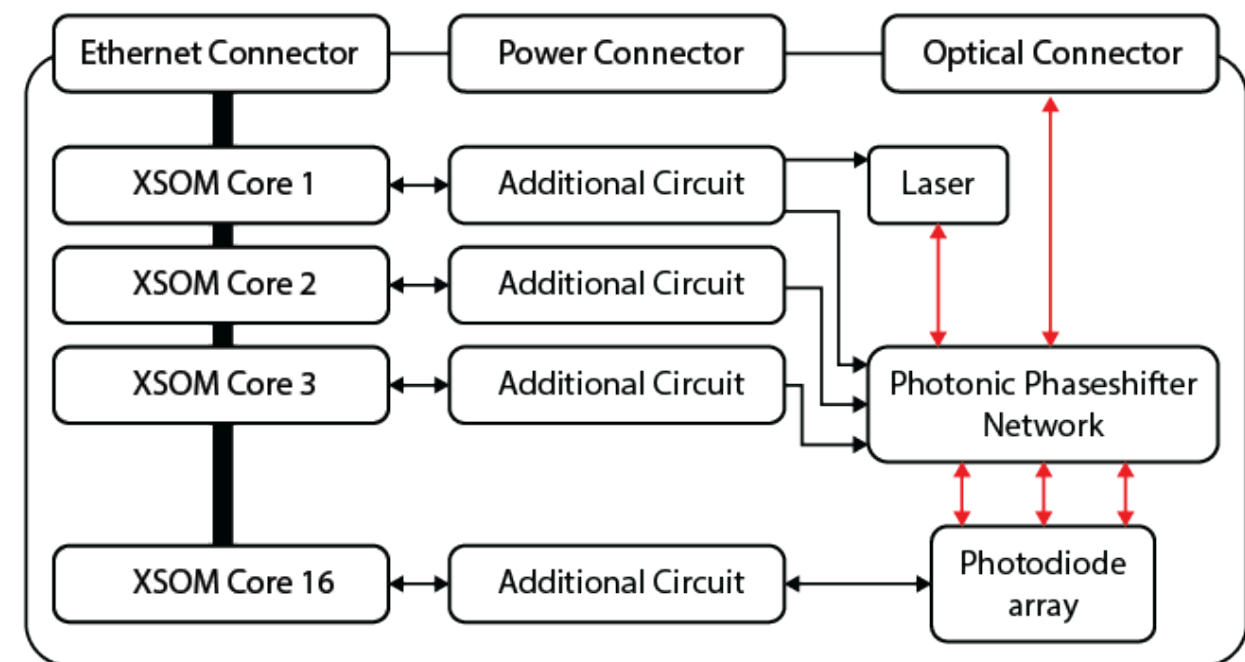 Ethernet Connector
Power Connector
Optical Connector
XSOM Core 1
Additional Circuit
Laser
XSOM Core 2
Additional Circuit
XSOM Core 3
Additional Circuit
Photonic Phaseshifter
Network
XSOM Core 16
Additional Circuit
Photodiode
array